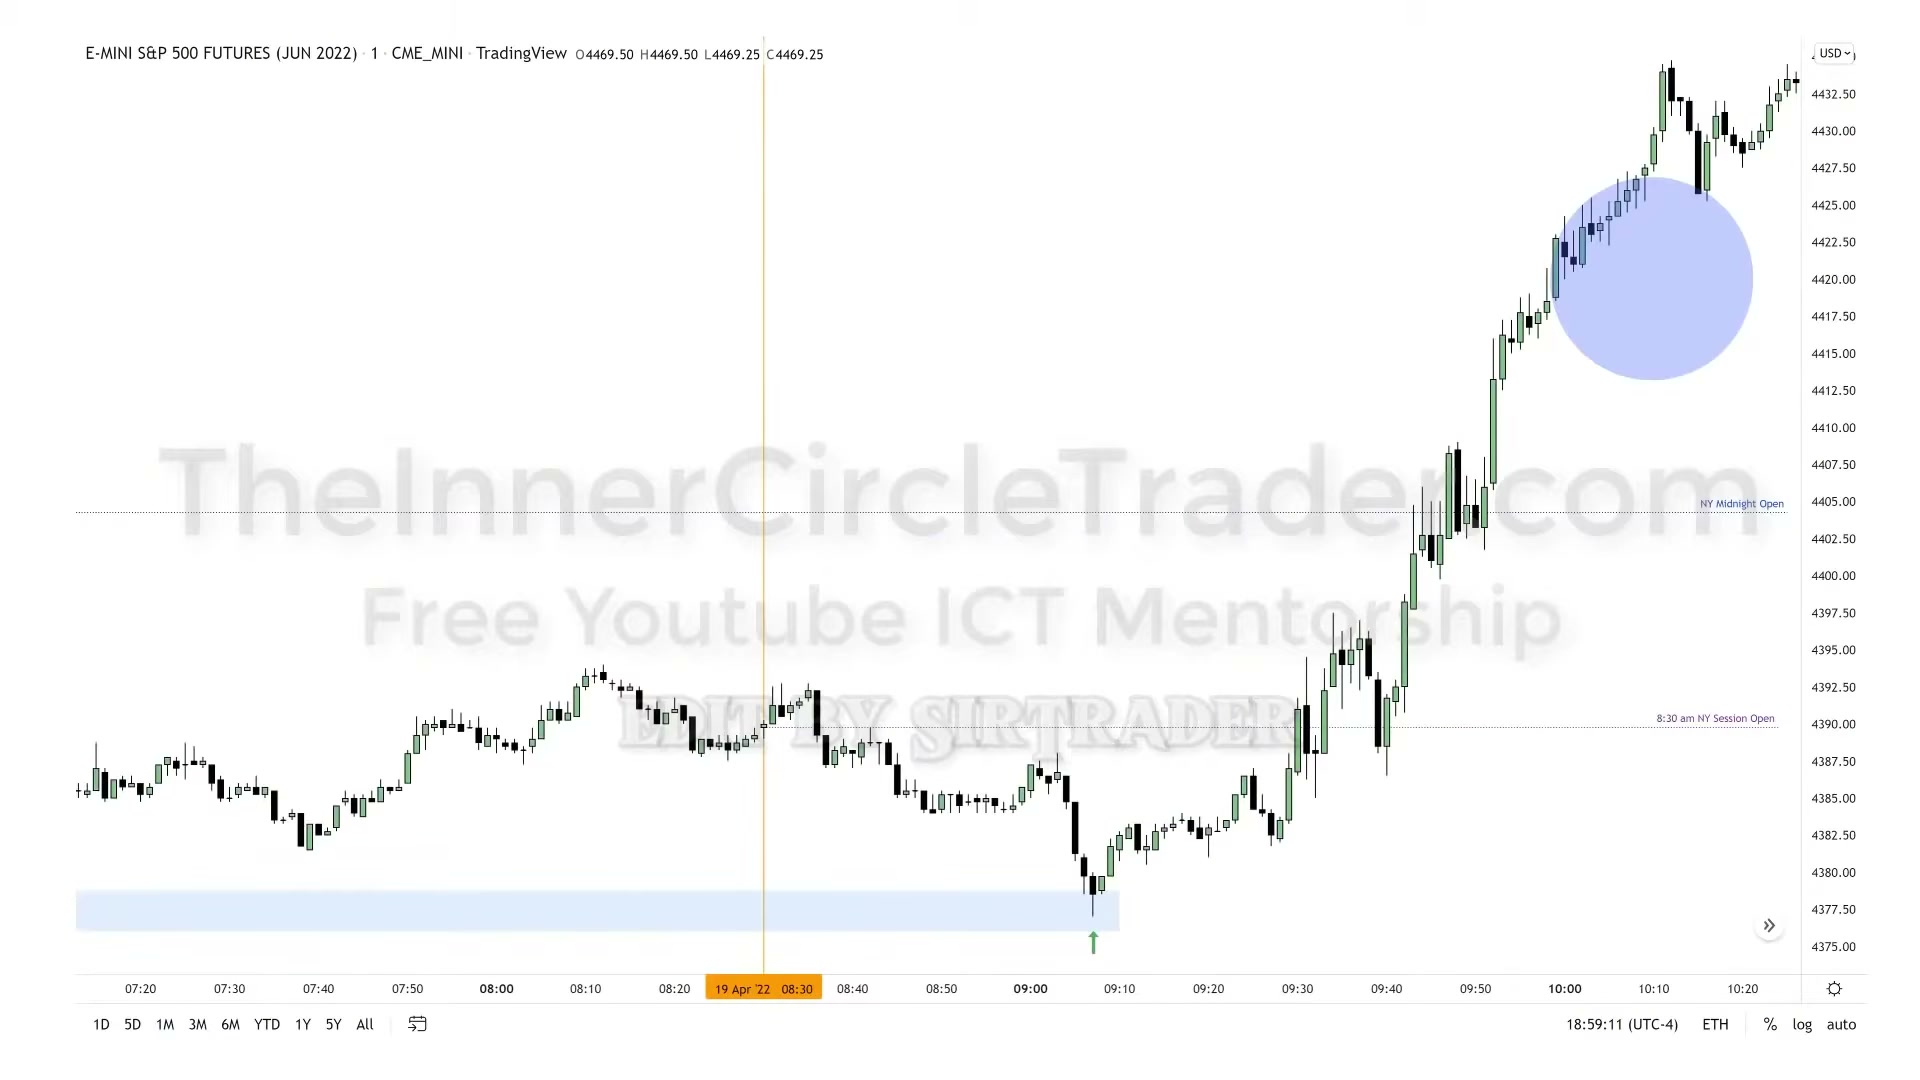 E-MINI S&P 500 FUTURES (JUN 2022) · 1 · CME_MINI · TradingView O4469.50 H4469.50 L4469.25 C4469.25
USD
4432.50
4430.00
4427.50
4425.00
4422.50
4420.00
4417.50
4415.00
4412.50
4410.00
4407.50
4405.00
4402.50
4400.00
4397.50
4395.00
4392.50
4390.00
4387.50
4385.00
4382.50
4380.00
4377.50
4375.00
TheInnerCircleTrader.com
NY Midnight Open
Free Youtube ICT Mentorship
EDIT BY SIRTRADER
8:30 am NY Session Open
07:20 07:30 07:40 07:50 08:00 08:10 08:20 19 Apr '22 08:30 08:40 08:50 09:00 09:10 09:20 09:30 09:40 09:50 10:00 10:10 10:20
1D 5D 1M 3M 6M YTD 1Y 5Y All 18:59:11 (UTC-4) ETH % log auto